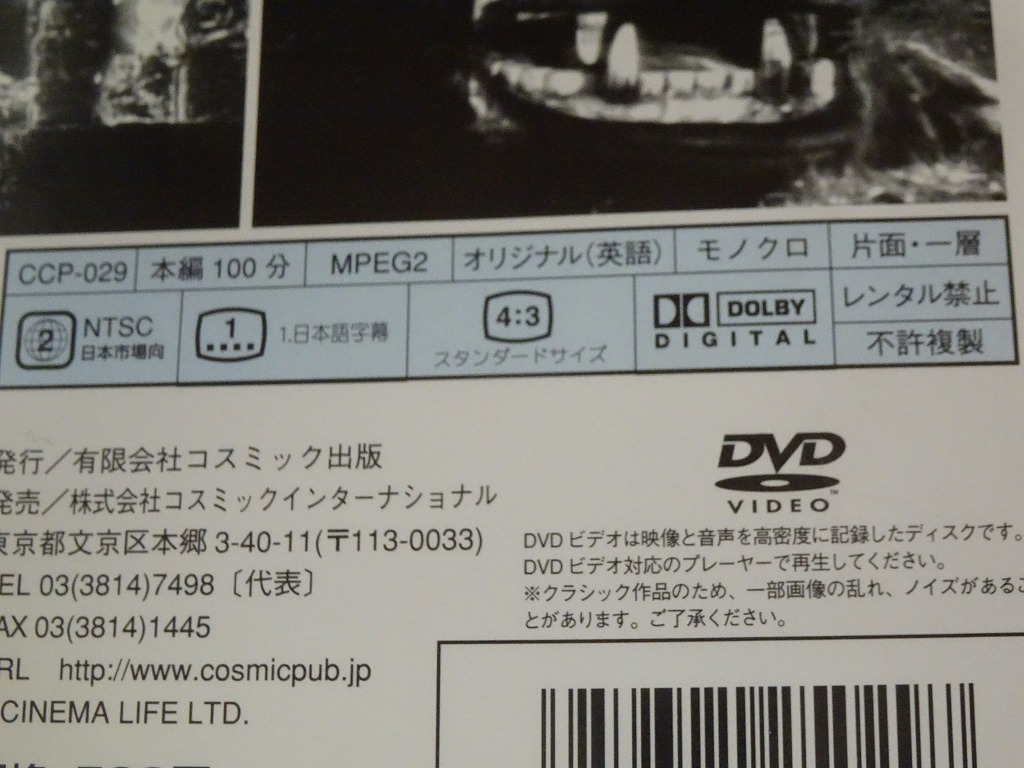 CCP-029 本編 100 分 MPEG2 オリジナル(英語) モノクロ 片面・一層
2 NTSC 日本市場向 1 1.日本語字幕 4:3 スタンダードサイズ DOLBY DIGITAL レンタル禁止
不許複製
発行／有限会社コスミック出版
発売／株式会社コスミックインターナショナル
東京都文京区本郷 3-40-11(〒113-0033)
TEL 03(3814)7498〔代表〕
FAX 03(3814)1445
URL http://www.cosmicpub.jp
CINEMA LIFE LTD.
DVD
VIDEO™
DVD ビデオは映像と音声を高密度に記録したディスクです。
DVD ビデオ対応のプレーヤーで再生してください。
※クラシック作品のため、一部画像の乱れ、ノイズがあるこ
とがあります。ご了承ください。